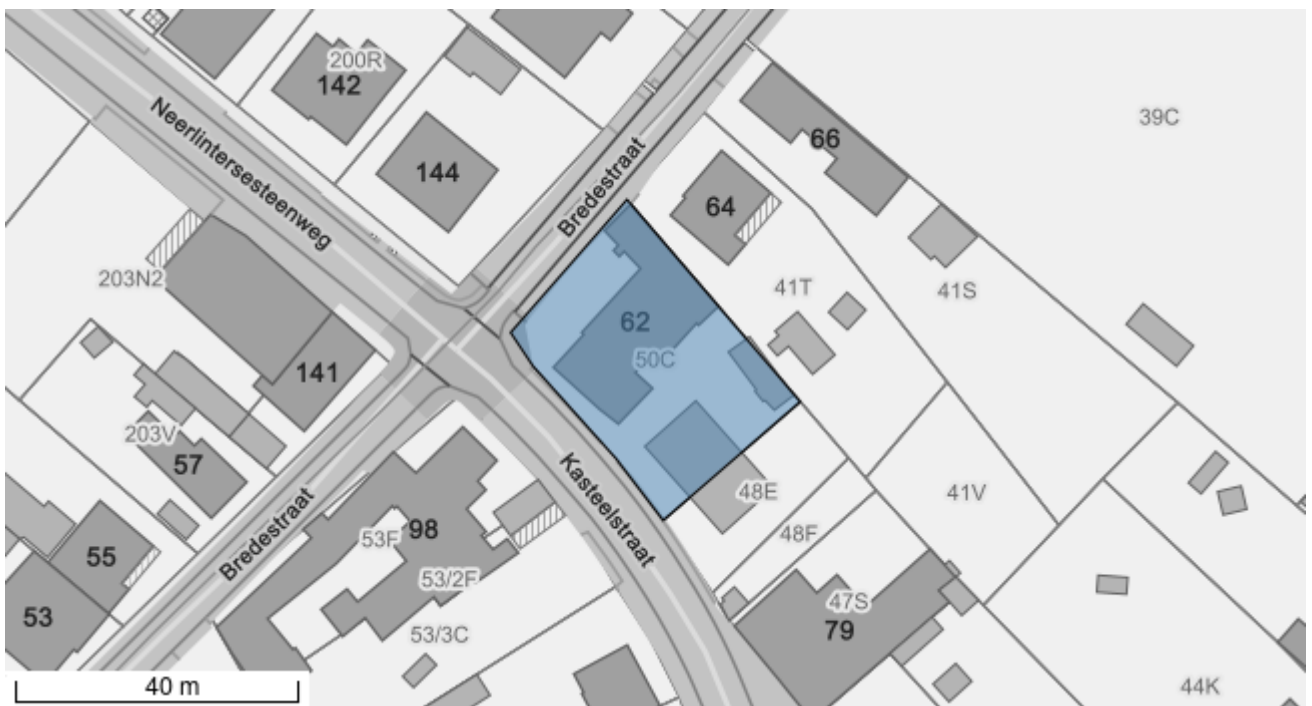 200R
142
Neerlintersesteenweg
144
Bredestraat
66
39C
64
203N2
41T
41S
62
50C
141
203V
57
Kasteelstraat
48E
41V
98
53F
48F
55
Bredestraat
53/2E
47S
53
53/3C
79
40 m
44K